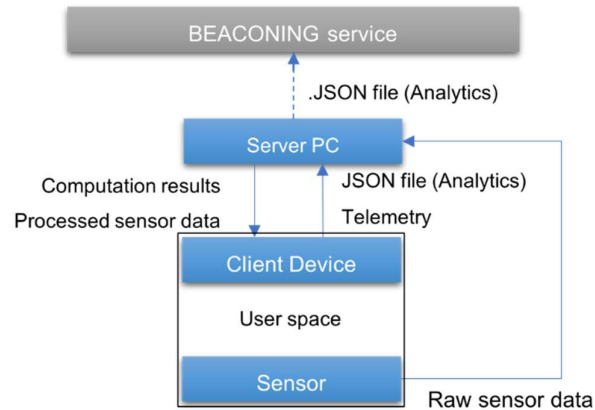 BEACONING service
.JSON file (Analytics)
Server PC
Computation results
Processed sensor data
JSON file (Analytics)
Telemetry
Client Device
User space
Sensor
Raw sensor data